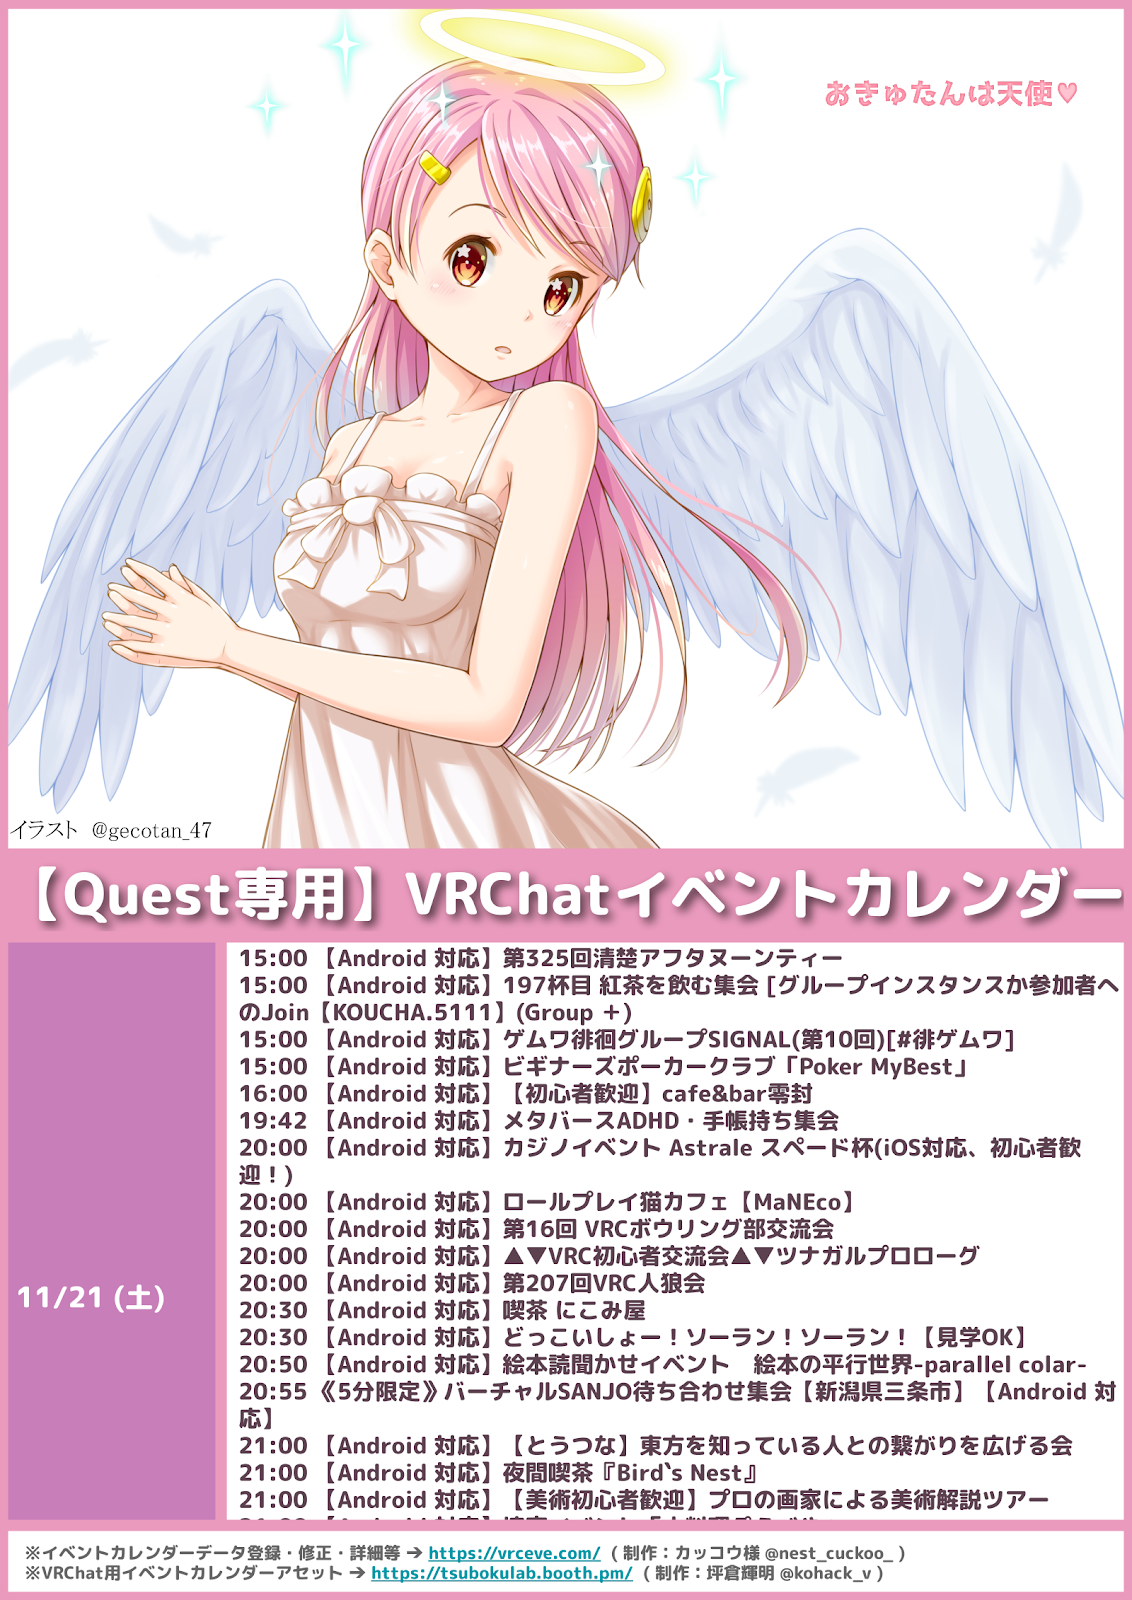 おきゅたんは天使♥
イラスト @gecotan_47
【Quest専用】VRChatイベントカレンダー
11/21 (土)
15:00 【Android 対応】第325回清楚アフタヌーンティー
15:00 【Android 対応】197杯目 紅茶を飲む集会 [グループインスタンスか参加者へ
のJoin【KOUCHA.5111】(Group ＋)
15:00 【Android 対応】ゲムワ徘徊グループSIGNAL(第10回)[#徘ゲムワ]
15:00 【Android 対応】ビギナーズポーカークラブ「Poker MyBest」
16:00 【Android 対応】【初心者歓迎】cafe&bar零封
19:42 【Android 対応】メタバースADHD・手帳持ち集会
20:00 【Android 対応】カジノイベント Astrale スペード杯(iOS対応、初心者歓
迎！)
20:00 【Android 対応】ロールプレイ猫カフェ【MaNEco】
20:00 【Android 対応】第16回 VRCボウリング部交流会
20:00 【Android 対応】▲▼VRC初心者交流会▲▼ツナガルプロローグ
20:00 【Android 対応】第207回VRC人狼会
20:30 【Android 対応】喫茶 にこみ屋
20:30 【Android 対応】どっこいしょー！ソーラン！ソーラン！【見学OK】
20:50 【Android 対応】絵本読聞かせイベント　絵本の平行世界-parallel colar-
20:55 《5分限定》バーチャルSANJO待ち合わせ集会【新潟県三条市】【Android 対
応】
21:00 【Android 対応】【とうつな】東方を知っている人との繋がりを広げる会
21:00 【Android 対応】夜間喫茶『Bird`s Nest』
21:00 【Android 対応】【美術初心者歓迎】プロの画家による美術解説ツアー
※イベントカレンダーデータ登録・修正・詳細等 ➔ https://vrceve.com/ ( 制作：カッコウ様 @nest_cuckoo_ )
※VRChat用イベントカレンダーアセット ➔ https://tsubokulab.booth.pm/ ( 制作：坪倉輝明 @kohack_v )